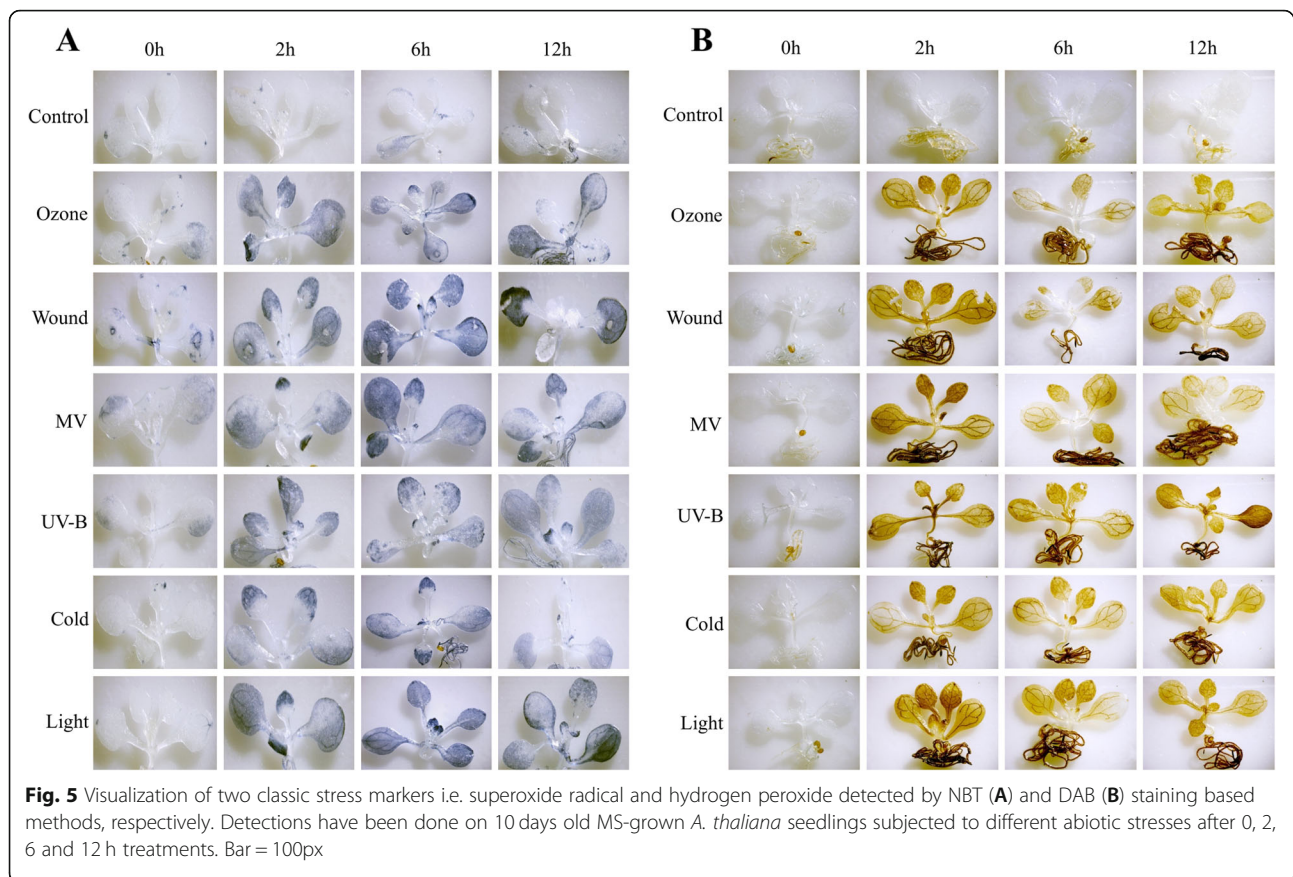 A
0h 2h 6h 12h
Control
Ozone
Wound
MV
UV-B
Cold
Light
B
0h 2h 6h 12h
Control
Ozone
Wound
MV
UV-B
Cold
Light
Fig. 5 Visualization of two classic stress markers i.e. superoxide radical and hydrogen peroxide detected by NBT (A) and DAB (B) staining based
methods, respectively. Detections have been done on 10 days old MS-grown A. thaliana seedlings subjected to different abiotic stresses after 0, 2,
6 and 12 h treatments. Bar = 100px